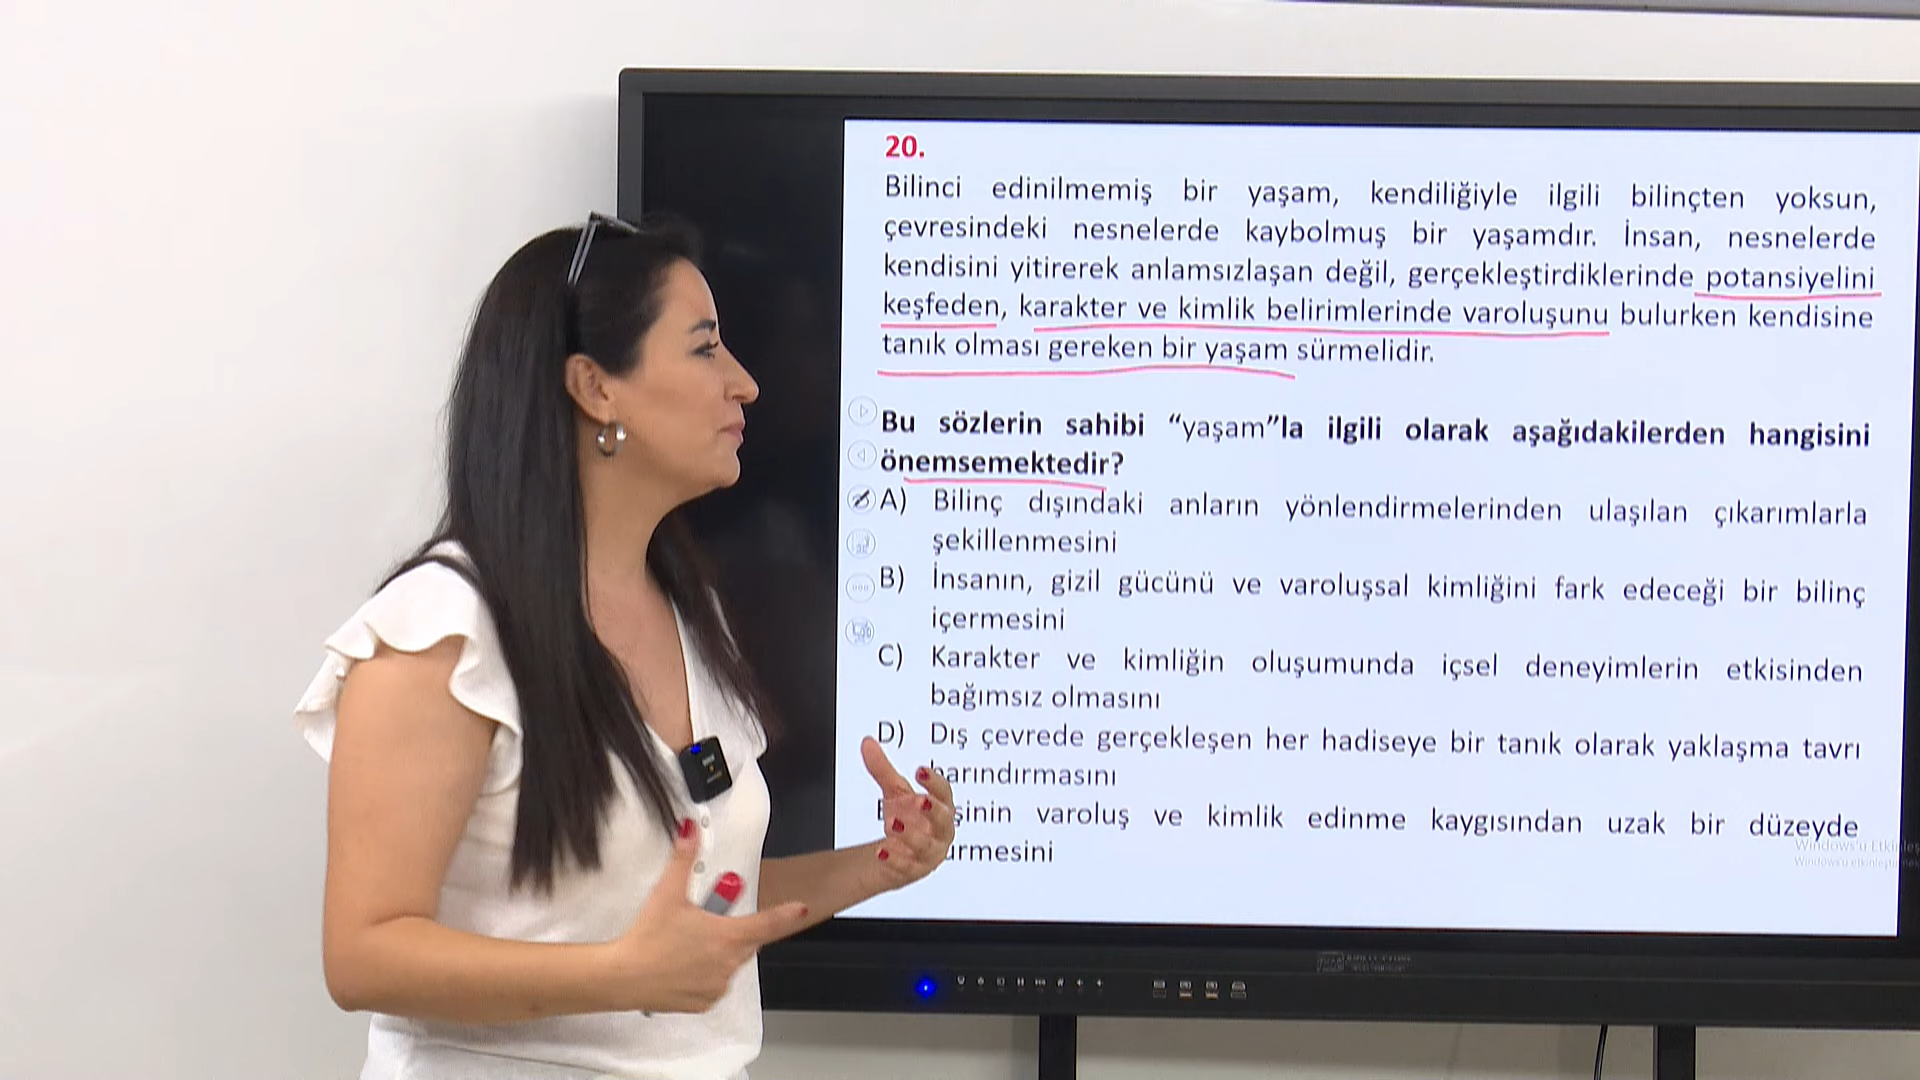 20.
Bilinci edinilmemiş bir yaşam, kendiliğiyle ilgili bilinçten yoksun,
çevresindeki nesnelerde kaybolmuş bir yaşamdır. İnsan, nesnelerde
kendisini yitirerek anlamsızlaşan değil, gerçekleştirdiklerinde potansiyelini
keşfeden, karakter ve kimlik belirimlerinde varoluşunu bulurken kendisine
tanık olması gereken bir yaşam sürmelidir.
Bu sözlerin sahibi “yaşam”la ilgili olarak aşağıdakilerden hangisini
önemsemektedir?
A) Bilinç dışındaki anların yönlendirmelerinden ulaşılan çıkarımlarla
şekillenmesini
B) İnsanın, gizil gücünü ve varoluşsal kimliğini fark edeceği bir bilinç
içermesini
C) Karakter ve kimliğin oluşumunda içsel deneyimlerin etkisinden
bağımsız olmasını
D) Dış çevrede gerçekleşen her hadiseye bir tanık olarak yaklaşma tavrı
barındırmasını
varoluş ve kimlik edinme kaygısından uzak bir düzeyde
Windows'u Etkinleş